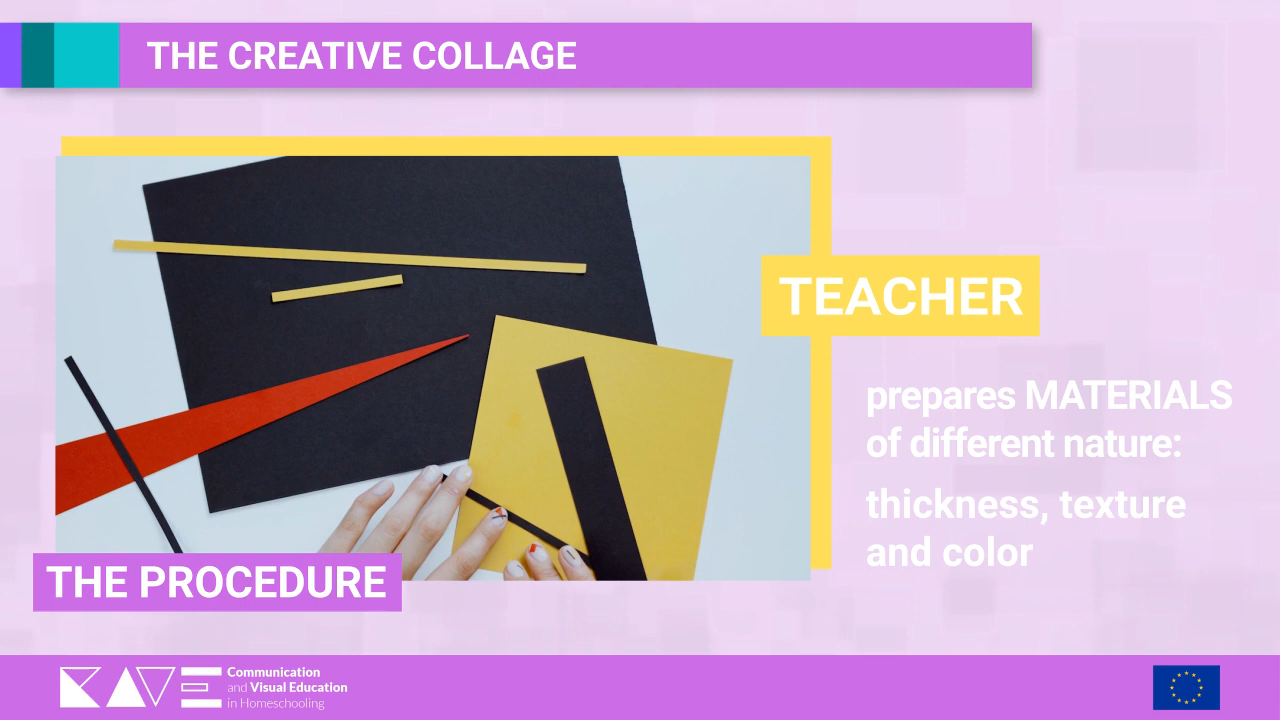 THE CREATIVE COLLAGE
TEACHER
prepares MATERIALS
of different nature:
thickness, texture
and color
THE PROCEDURE
KAVE
Communication
and Visual Education
in Homeschooling